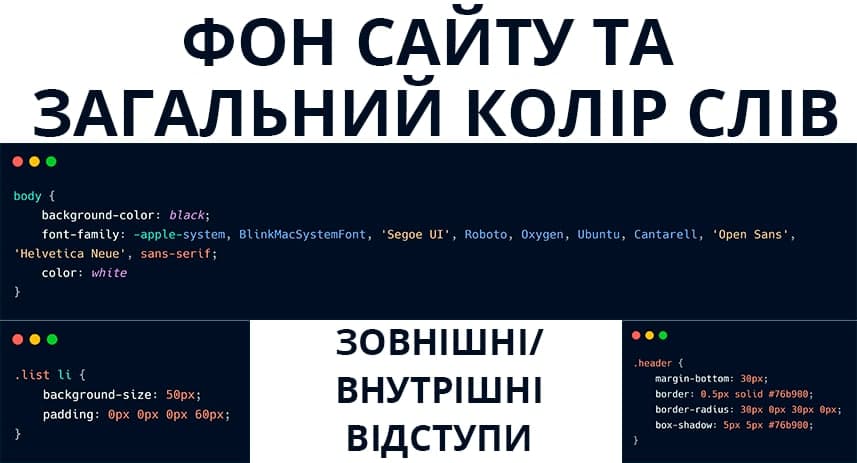 ФОН САЙТУ ТА
ЗАГАЛЬНИЙ КОЛІР СЛІВ
body {
background-color: black;
font-family: -apple-system, BlinkMacSystemFont, 'Segoe UI', Roboto, Oxygen, Ubuntu, Cantarell, 'Open Sans',
'Helvetica Neue', sans-serif;
color: white
}
.list li {
background-size: 50px;
padding: 0px 0px 0px 60px;
}
ЗОВНІШНІ/
ВНУТРІШНІ
ВІДСТУПИ
.header {
margin-bottom: 30px;
border: 0.5px solid #76b900;
border-radius: 30px 0px 30px 0px;
box-shadow: 5px 5px #76b900;
}